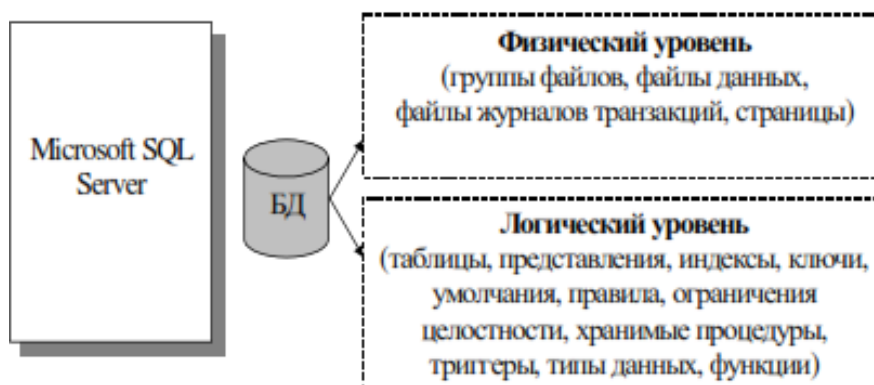 Microsoft SQL
Server
БД
Физический уровень
(группы файлов, файлы данных,
файлы журналов транзакций, страницы)
Логический уровень
(таблицы, представления, индексы, ключи,
умолчания, правила, ограничения
целостности, хранимые процедуры,
триггеры, типы данных, функции)